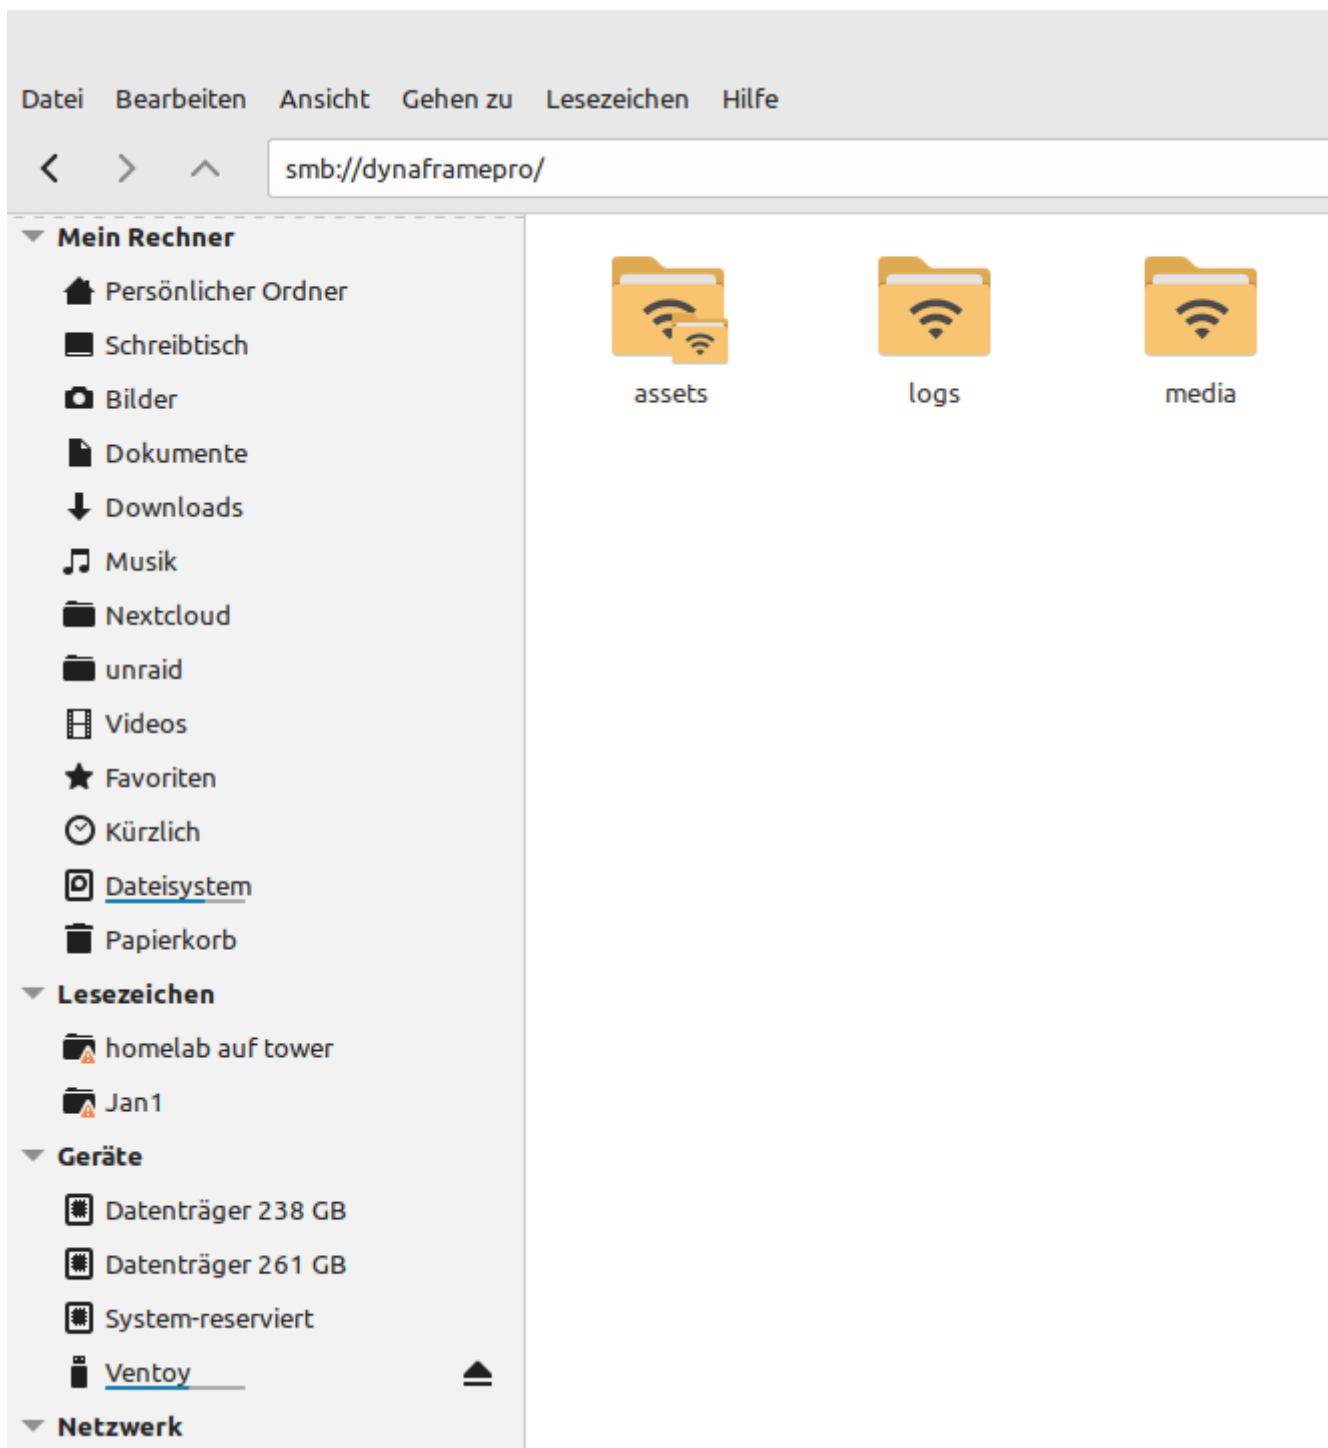 Datei Bearbeiten Ansicht Gehen zu Lesezeichen Hilfe
smb://dynaframepro/
Mein Rechner
Persönlicher Ordner
Schreibtisch
Bilder
Dokumente
Downloads
Musik
Nextcloud
unraid
Videos
Favoriten
Kürzlich
Dateisystem
Papierkorb
Lesezeichen
homelab auf tower
Jan1
Geräte
Datenträger 238 GB
Datenträger 261 GB
System-reserviert
Ventoy
Netzwerk
assets logs media